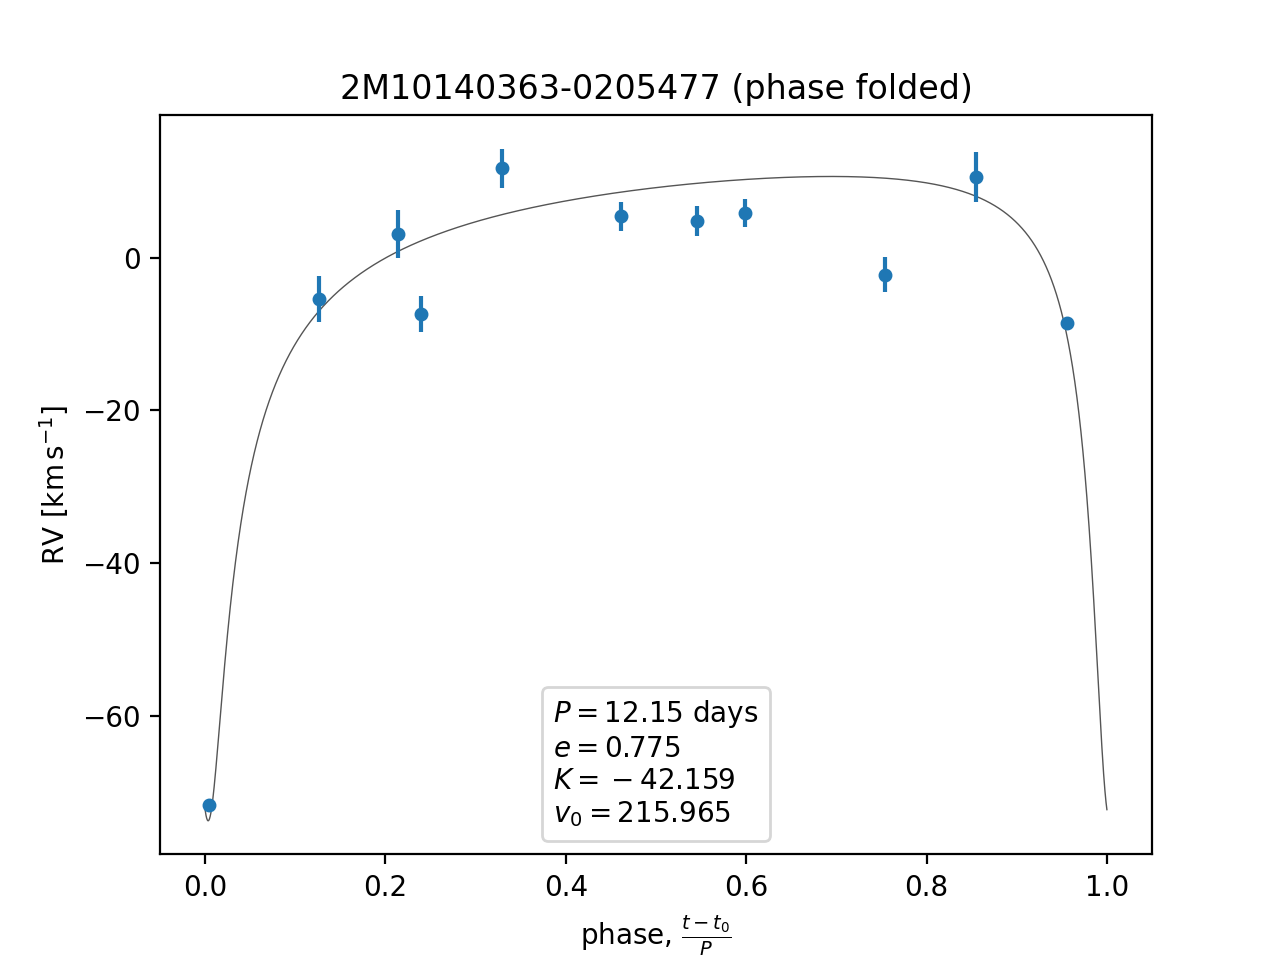 2M10140363-0205477 (phase folded)
RV [km s⁻¹]
0
−20
−40
−60
P = 12.15 days
e = 0.775
K = −42.159
v₀ = 215.965
0.0 0.2 0.4 0.6 0.8 1.0
phase, (t − t₀)/P